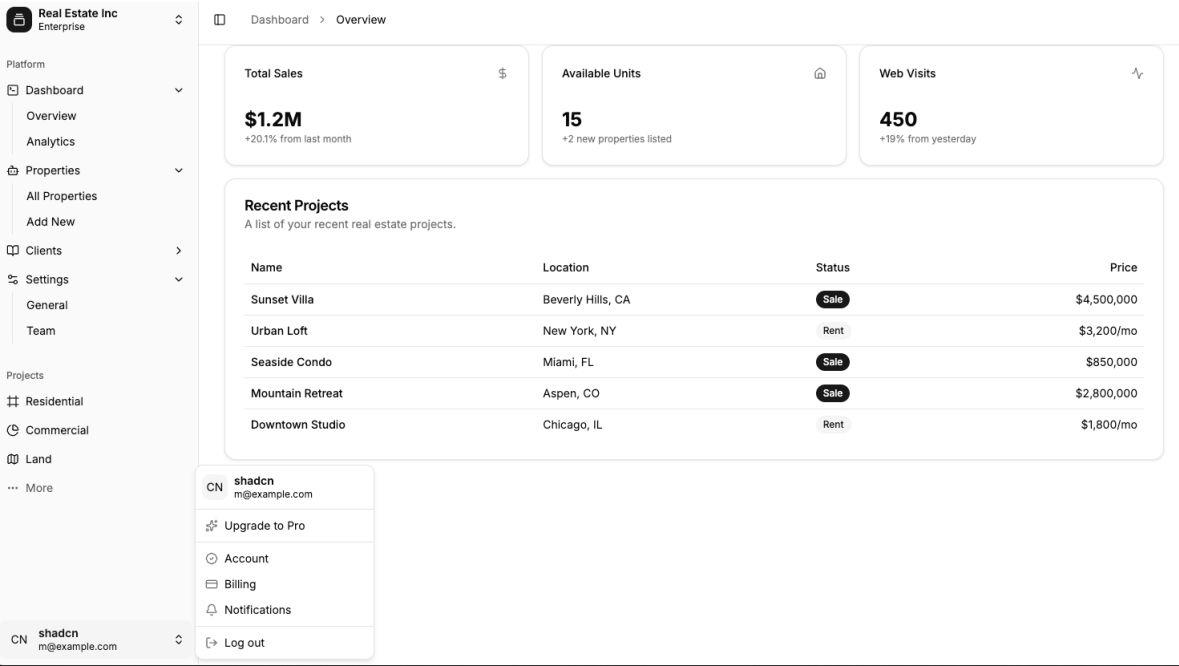 Real Estate Inc
Enterprise
Platform
Dashboard
Overview
Analytics
Properties
All Properties
Add New
Clients
Settings
General
Team
Projects
Residential
Commercial
Land
More
CN shadcn
m@example.com
Dashboard > Overview
Total Sales $
$1.2M
+20.1% from last month
Available Units
15
+2 new properties listed
Web Visits
450
+19% from yesterday
Recent Projects
A list of your recent real estate projects.
Name Location Status Price
Sunset Villa Beverly Hills, CA Sale $4,500,000
Urban Loft New York, NY Rent $3,200/mo
Seaside Condo Miami, FL Sale $850,000
Mountain Retreat Aspen, CO Sale $2,800,000
Downtown Studio Chicago, IL Rent $1,800/mo
CN shadcn
m@example.com
Upgrade to Pro
Account
Billing
Notifications
Log out